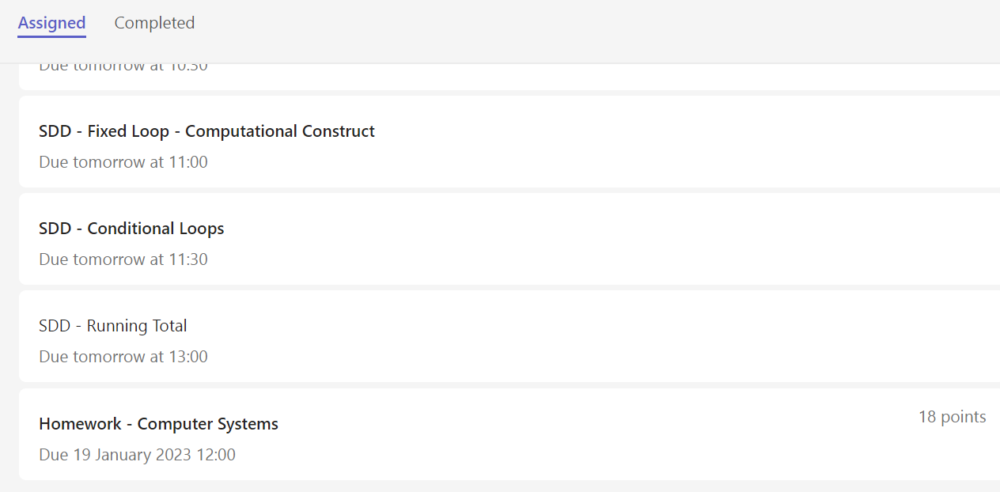 Assigned
Completed
Due tomorrow at 10:30
SDD - Fixed Loop - Computational Construct
Due tomorrow at 11:00
SDD - Conditional Loops
Due tomorrow at 11:30
SDD - Running Total
Due tomorrow at 13:00
Homework - Computer Systems
18 points
Due 19 January 2023 12:00